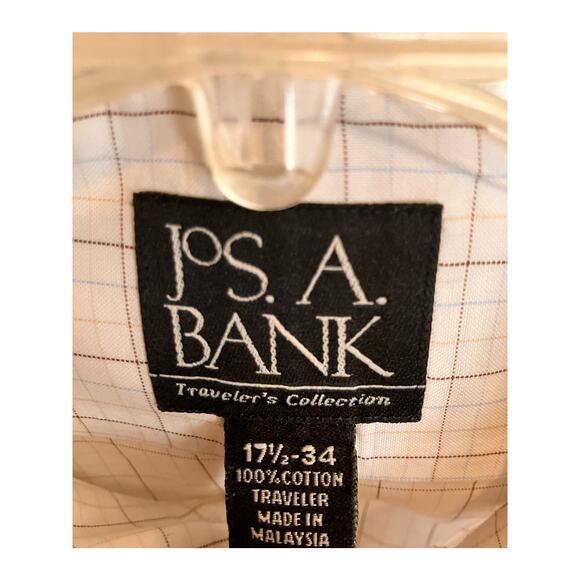 JOS. A.
BANK
Traveler's Collection
17½-34
100% COTTON
TRAVELER
MADE IN
MALAYSIA